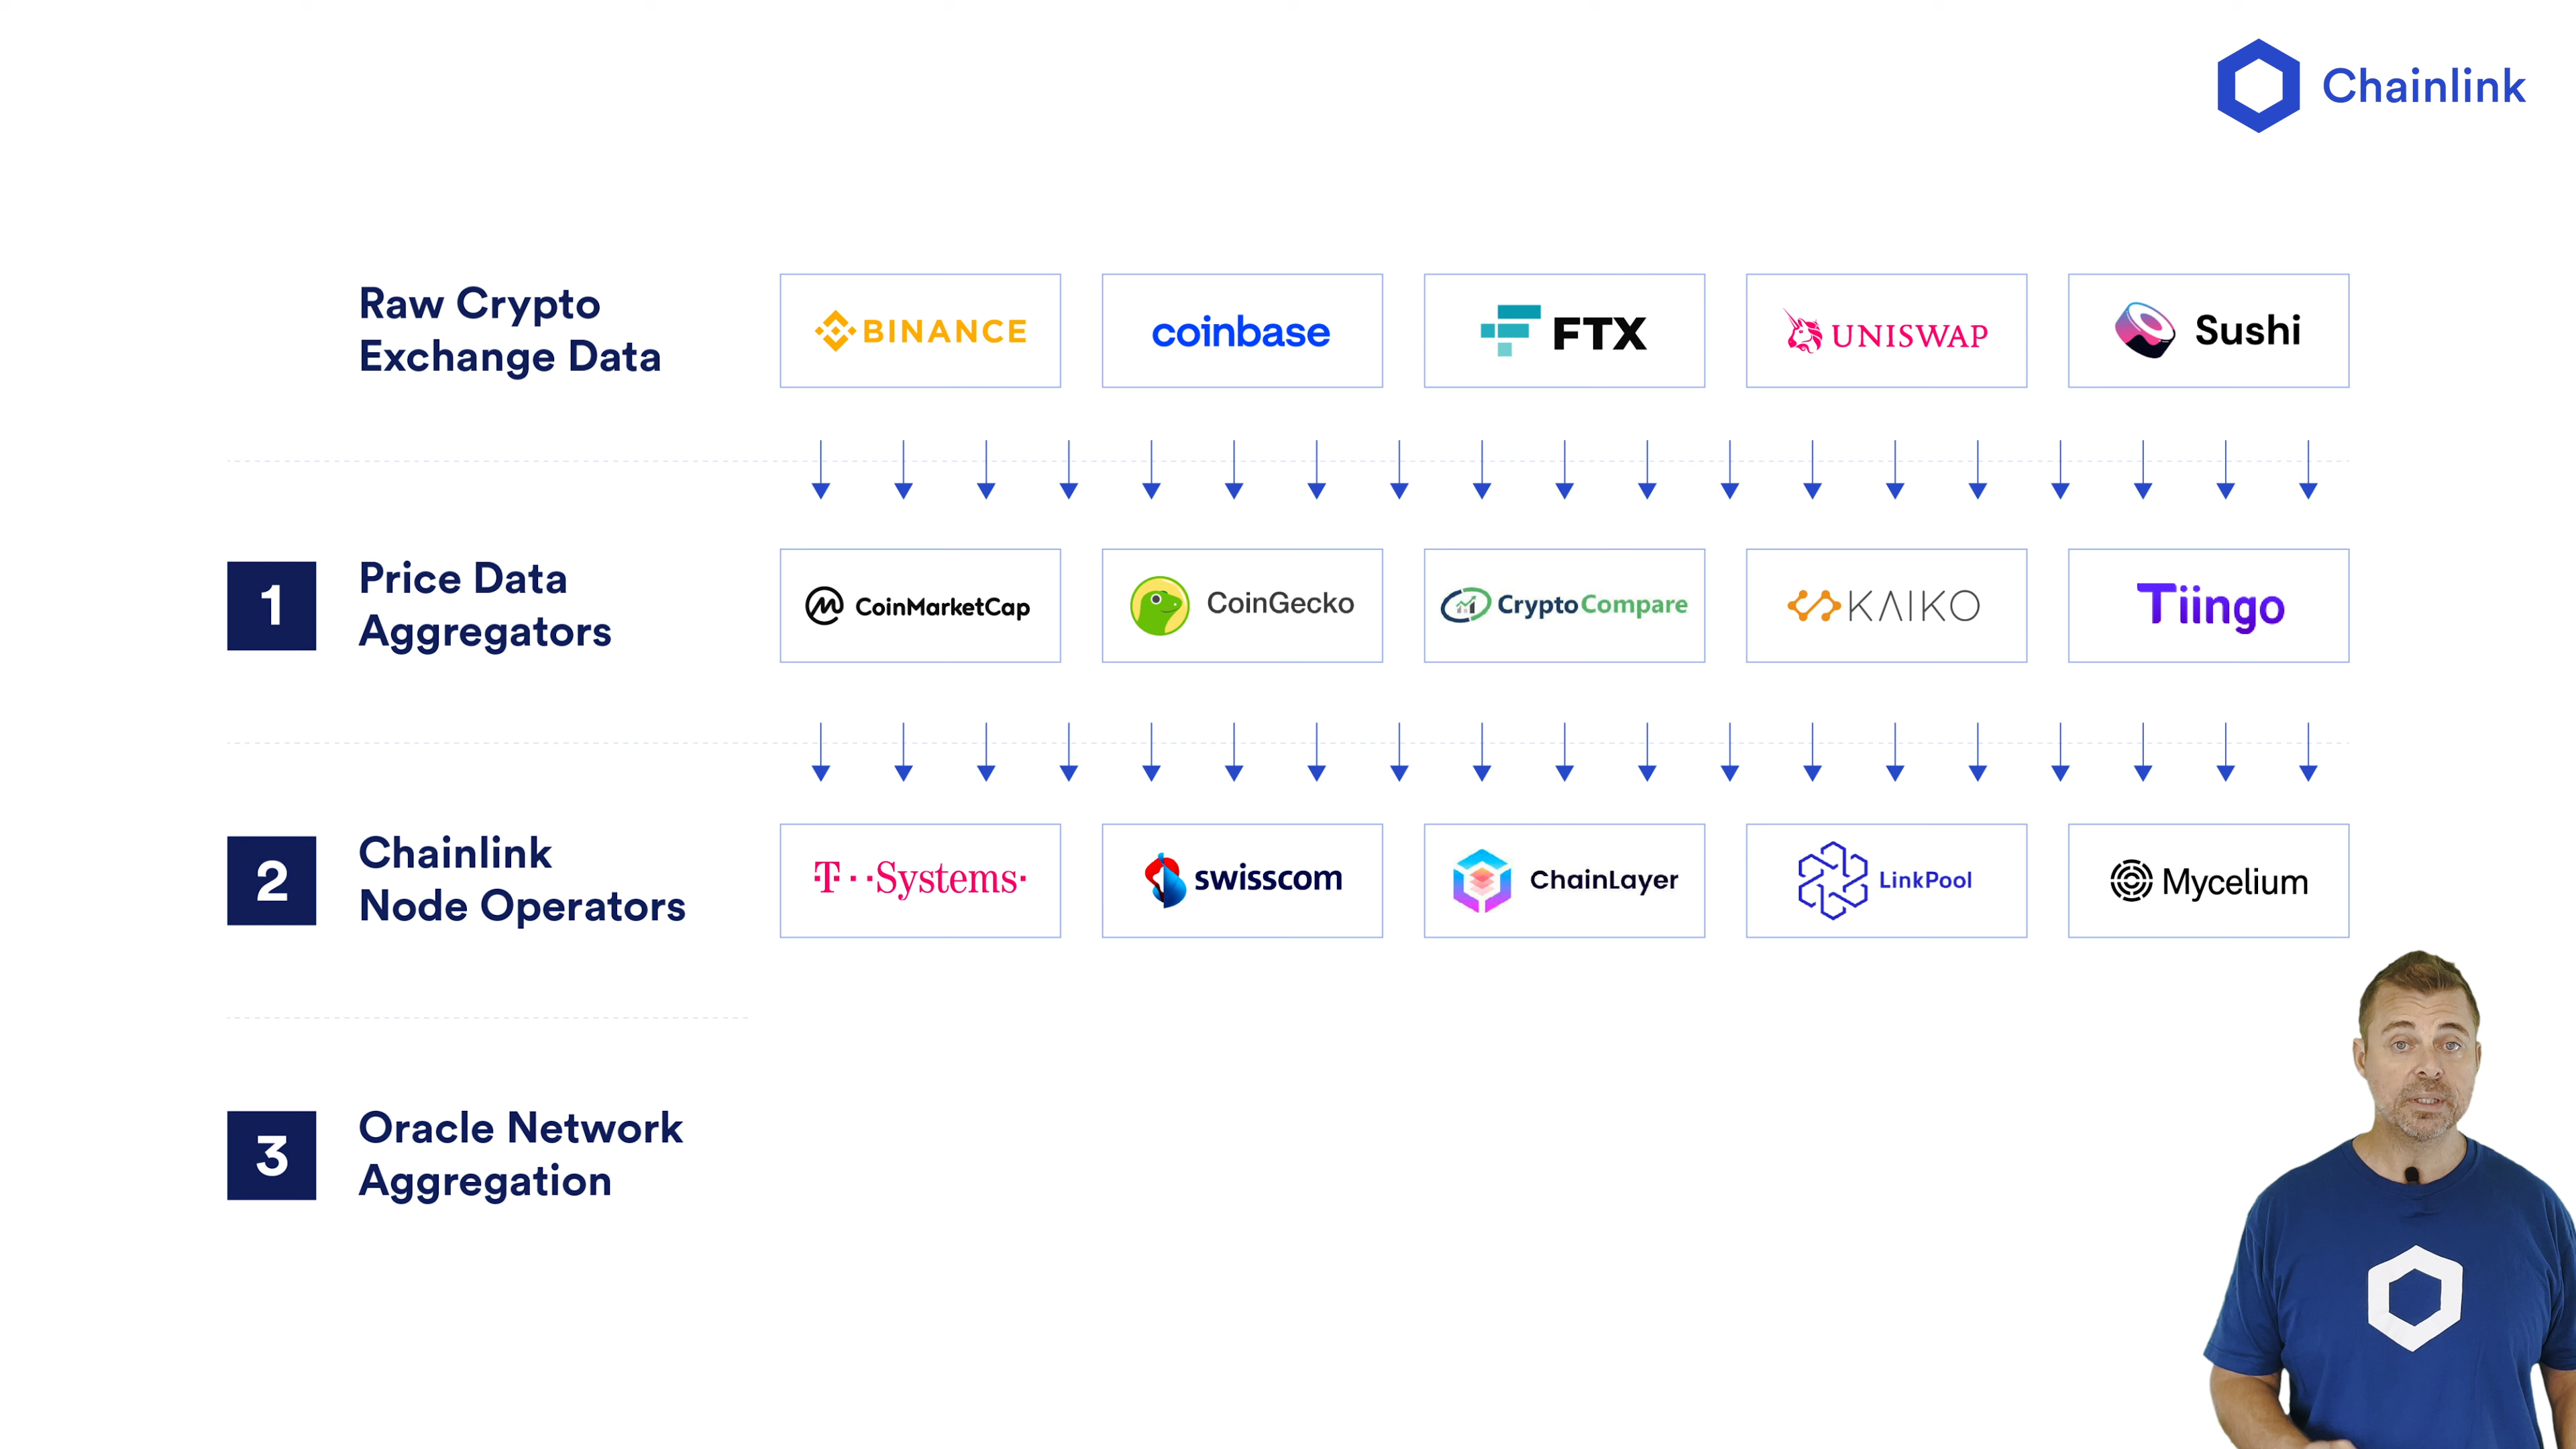 Chainlink
Raw Crypto
Exchange Data
BINANCE
coinbase
FTX
UNISWAP
Sushi
1
Price Data
Aggregators
CoinMarketCap
CoinGecko
CryptoCompare
KAIKO
Tiingo
2
Chainlink
Node Operators
T··Systems·
swisscom
ChainLayer
LinkPool
Mycelium
3
Oracle Network
Aggregation